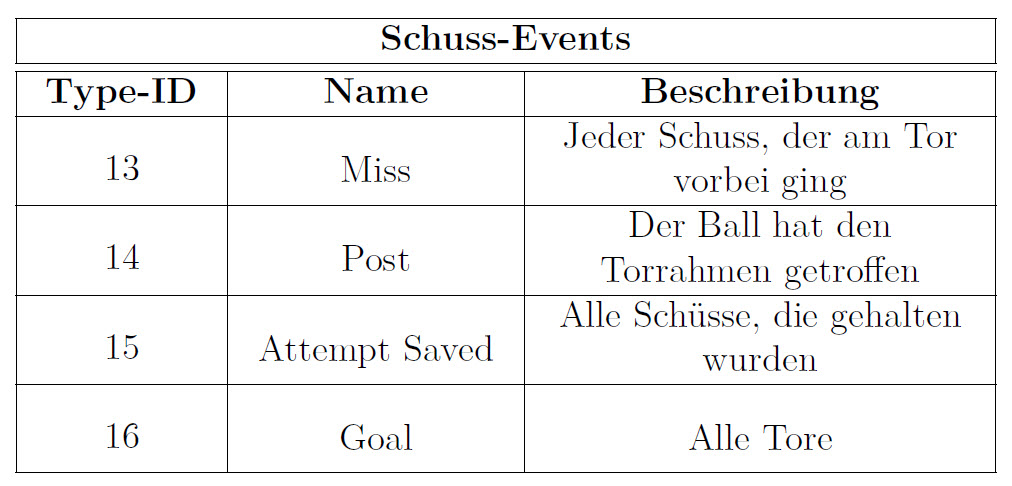 Schuss-Events
Type-ID Name Beschreibung
13 Miss Jeder Schuss, der am Tor
vorbei ging
14 Post Der Ball hat den
Torrahmen getroffen
15 Attempt Saved Alle Schüsse, die gehalten
wurden
16 Goal Alle Tore